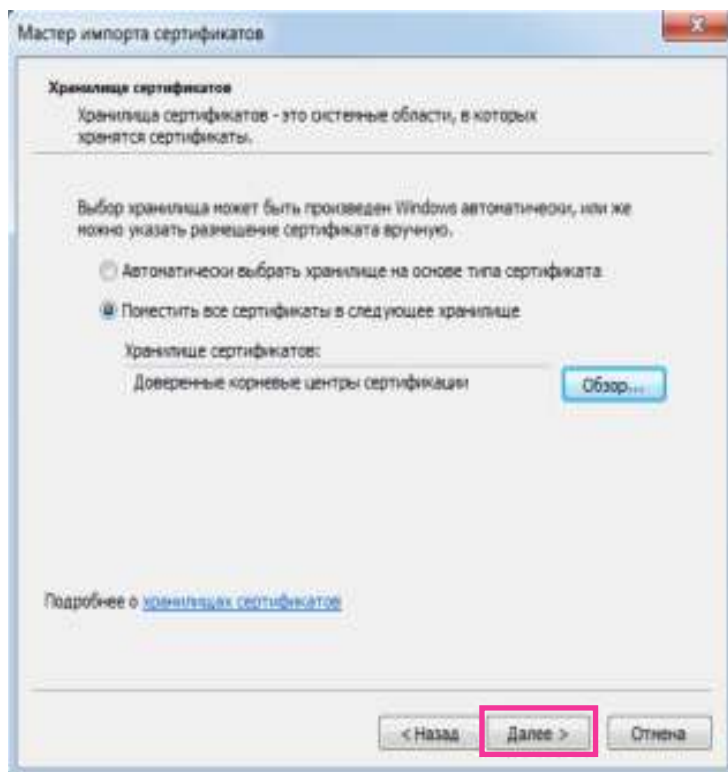 Мастер импорта сертификатов
Хранилище сертификатов
Хранилища сертификатов - это системные области, в которых
хранятся сертификаты.
Выбор хранилища может быть произведен Windows автоматически, или же
можно указать размещение сертификата вручную.
Автоматически выбрать хранилище на основе типа сертификата
Поместить все сертификаты в следующее хранилище
Хранилище сертификатов:
Доверенные корневые центры сертификации
Обзор...
Подробнее о хранилищах сертификатов
< Назад Далее > Отмена